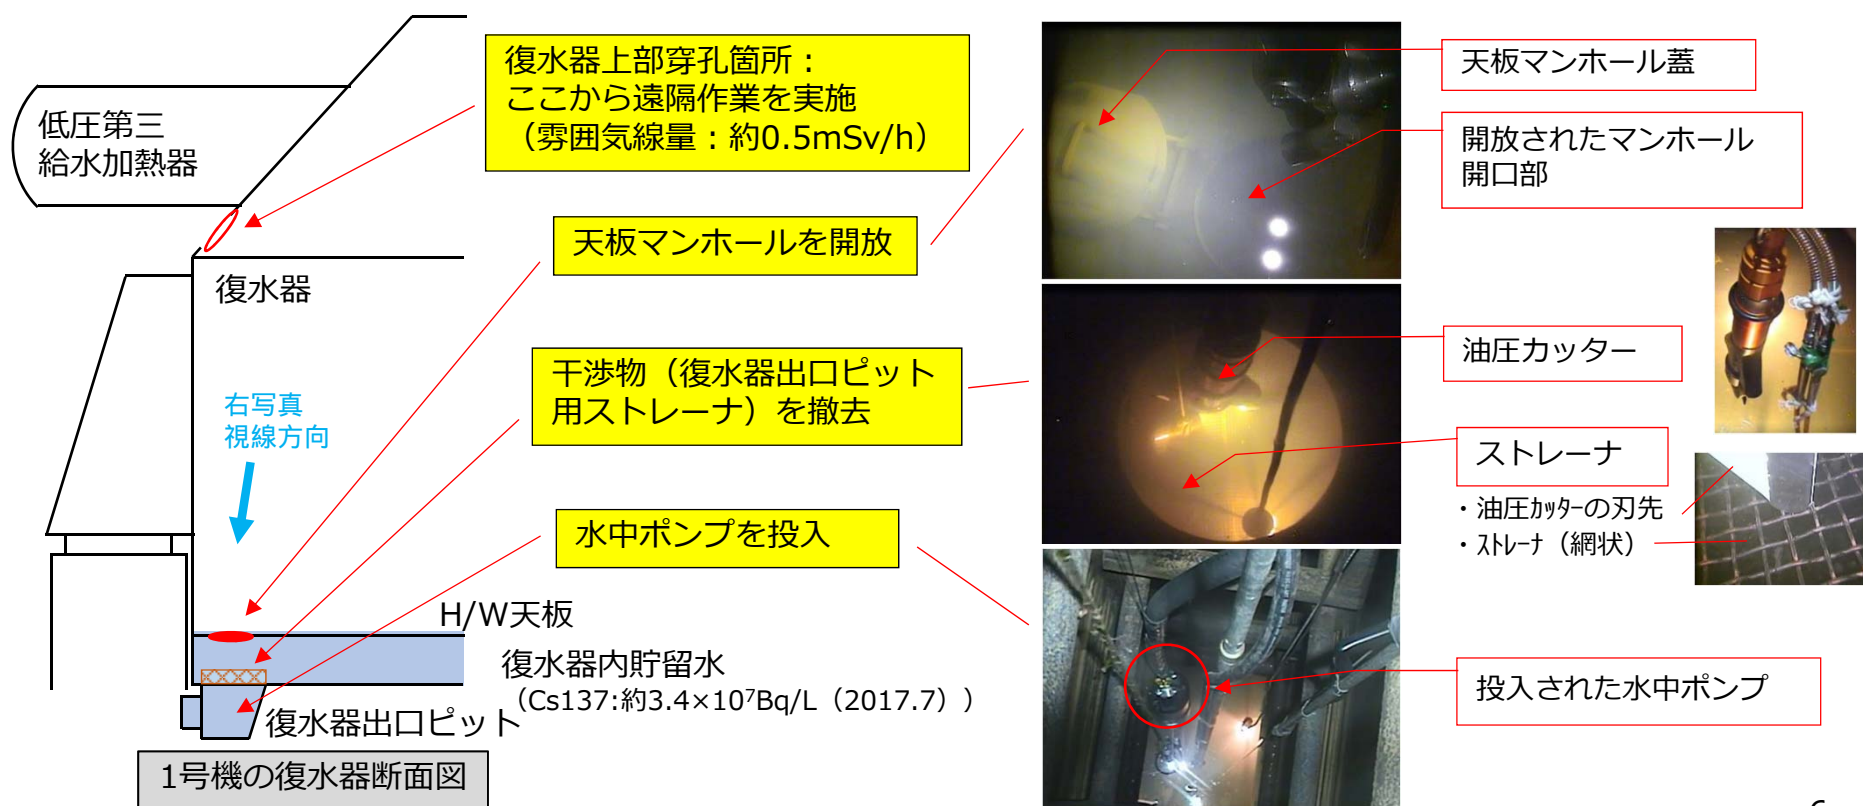 低圧第三
給水加熱器
復水器上部穿孔箇所：
ここから遠隔作業を実施
（雰囲気線量：約0.5mSv/h）
天板マンホールを開放
復水器
干渉物（復水器出口ピット
用ストレーナ）を撤去
右写真
視線方向
水中ポンプを投入
H/W天板
復水器内貯留水
（Cs137:約3.4×10⁷Bq/L（2017.7））
復水器出口ピット
1号機の復水器断面図
天板マンホール蓋
開放されたマンホール
開口部
油圧カッター
ストレーナ
・油圧ｶｯﾀｰの刃先
・ｽﾄﾚｰﾅ（網状）
投入された水中ポンプ